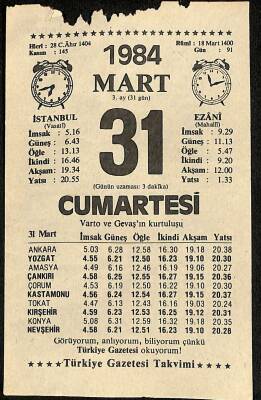 Hicrî : 28 C.Âhır 1404
Kasım : 145
Rûmî : 18 Mart 1400
Gün : 91
1984
MART
3. ay (31 gün)
31
İSTANBUL
(Vasatî)
İmsak : 5.16
Güneş : 6.43
Öğle : 13.13
İkindi : 16.46
Akşam : 19.34
Yatsı : 20.55
EZÂNÎ
(Mahallî)
İmsak : 9.29
Güneş : 11.13
Öğle : 5.47
İkindi : 9.20
Akşam : 12.00
Yatsı : 1.33
(Günün uzaması: 3 dakîka)
CUMARTESİ
Varto ve Gevaş'ın kurtuluşu
31 Mart İmsak Güneş Öğle İkindi Akşam Yatsı
ANKARA 5.03 6.28 12.58 16.30 19.18 20.38
YOZGAT 4.55 6.21 12.50 16.23 19.10 20.30
AMASYA 4.49 6.16 12.46 16.19 19.06 20.27
ÇANKIRI 4.58 6.25 12.55 16.27 19.15 20.36
ÇORUM 4.53 6.19 12.50 16.22 19.10 20.30
KASTAMONU 4.56 6.24 12.54 16.27 19.15 20.37
TOKAT 4.47 6.13 12.43 16.16 19.03 20.24
KIRŞEHİR 4.59 6.23 12.53 16.25 19.12 20.31
KONYA 5.08 6.31 12.59 16.32 19.18 20.35
NEVŞEHİR 4.58 6.21 12.51 16.23 19.10 20.28
Görüyorum, anlıyorum, biliyorum çünkü
Türkiye Gazetesi okuyorum!
★★★★ Türkiye Gazetesi Takvimi ★★★★